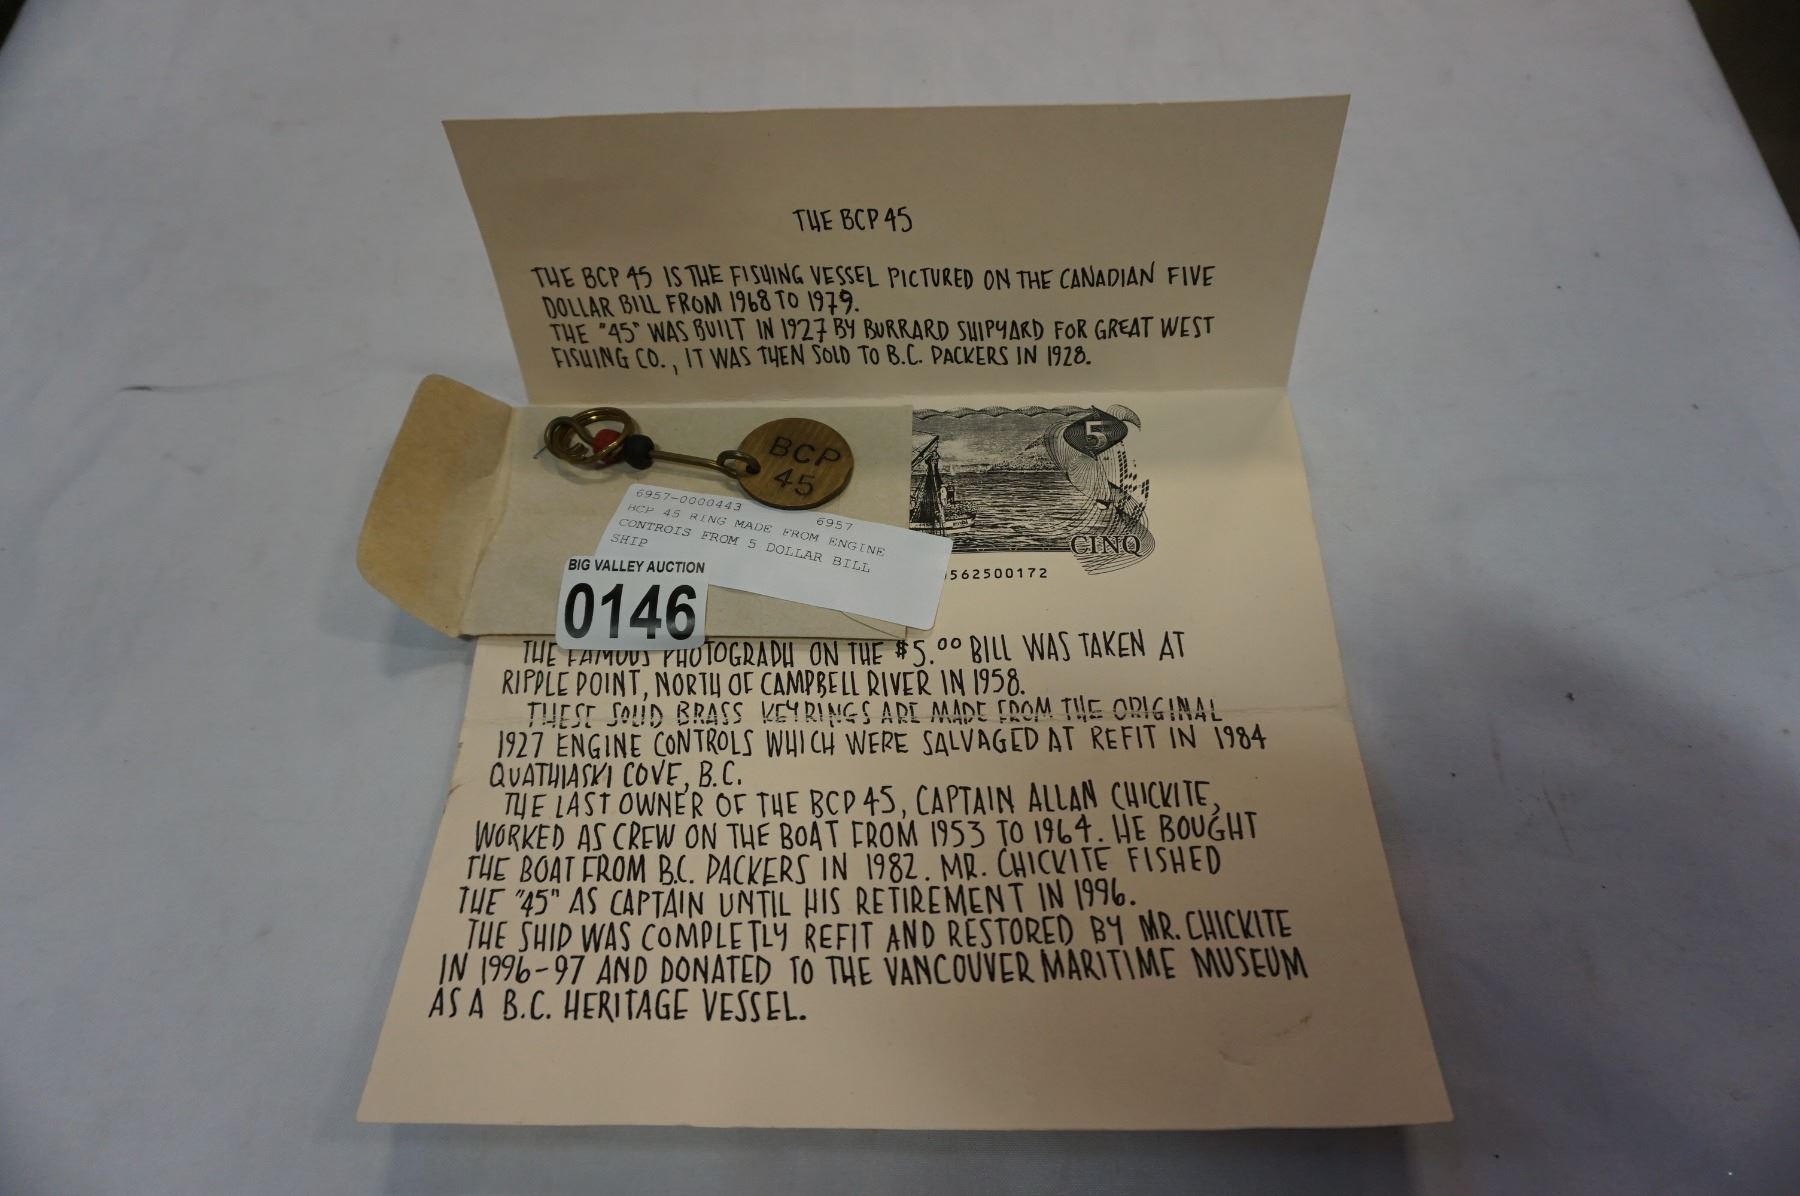 THE BCP 45
THE BCP 45 IS THE FISHING VESSEL PICTURED ON THE CANADIAN FIVE
DOLLAR BILL FROM 1968 TO 1979.
THE "45" WAS BUILT IN 1927 BY BURRARD SHIPYARD FOR GREAT WEST
FISHING CO., IT WAS THEN SOLD TO B.C. PACKERS IN 1928.
BCP
45
5
CINQ
562500172
6957-0000443 6957
BCP 45 RING MADE FROM ENGINE
CONTROLS FROM 5 DOLLAR BILL
SHIP
BIG VALLEY AUCTION
0146
THE FAMOUS PHOTOGRAPH ON THE $5.00 BILL WAS TAKEN AT
RIPPLE POINT, NORTH OF CAMPBELL RIVER IN 1958.
THESE SOLID BRASS KEYRINGS ARE MADE FROM THE ORIGINAL
1927 ENGINE CONTROLS WHICH WERE SALVAGED AT REFIT IN 1984
QUATHIASKI COVE, B.C.
THE LAST OWNER OF THE BCP 45, CAPTAIN ALLAN CHICKITE,
WORKED AS CREW ON THE BOAT FROM 1953 TO 1964. HE BOUGHT
THE BOAT FROM B.C. PACKERS IN 1982. MR. CHICKITE FISHED
THE "45" AS CAPTAIN UNTIL HIS RETIREMENT IN 1996.
THE SHIP WAS COMPLETLY REFIT AND RESTORED BY MR. CHICKITE
IN 1996-97 AND DONATED TO THE VANCOUVER MARITIME MUSEUM
AS A B.C. HERITAGE VESSEL.